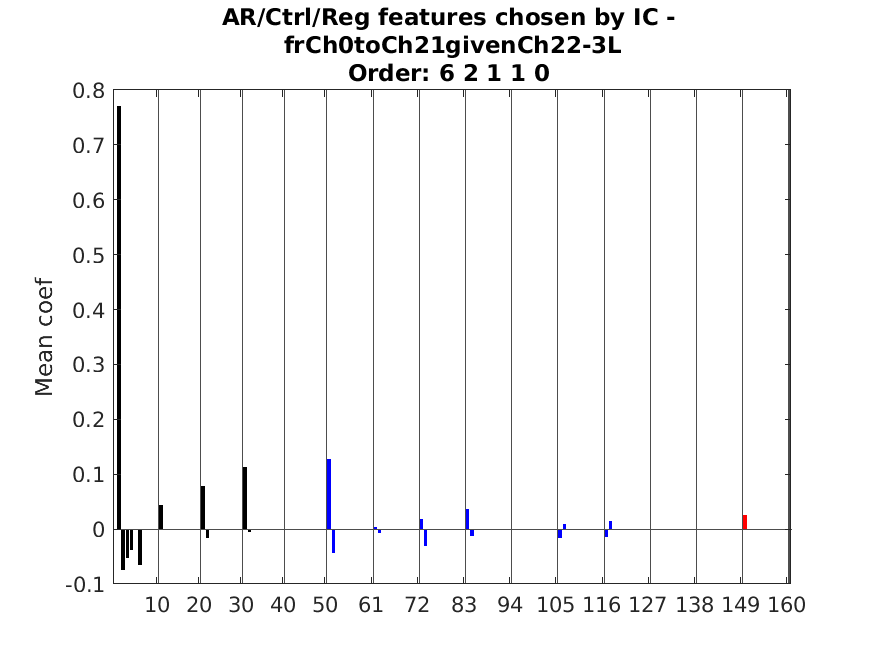 AR/Ctrl/Reg features chosen by IC -
frCh0toCh21givenCh22-3L
Order: 6 2 1 1 0
0.8
0.7
0.6
0.5
0.4
0.3
0.2
0.1
0
-0.1
Mean coef
10 20 30 40 50 61 72 83 94 105 116 127 138 149 160